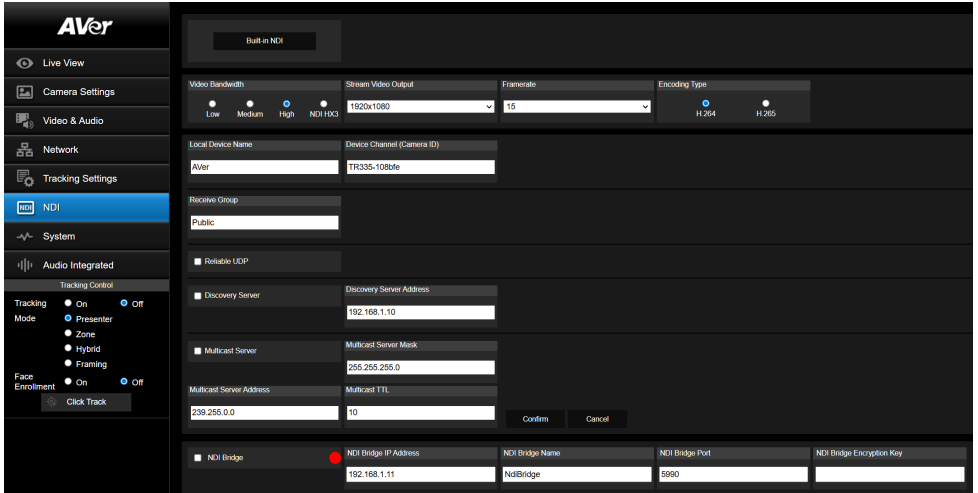 AVer
Live View
Camera Settings
Video & Audio
Network
Tracking Settings
NDI NDI
System
Audio Integrated
Tracking Control
Tracking On Off
Mode Presenter
Zone
Hybrid
Framing
Face Enrollment On Off
Click Track
Built-in NDI
Video Bandwidth Stream Video Output Framerate Encoding Type
Low Medium High NDI HX3 1920x1080 15 H.264 H.265
Local Device Name Device Channel (Camera ID)
AVer TR335-108bfe
Receive Group
Public
Reliable UDP
Discovery Server Discovery Server Address
192.168.1.10
Multicast Server Multicast Server Mask
255.255.255.0
Multicast Server Address Multicast TTL
239.255.0.0 10 Confirm Cancel
NDI Bridge NDI Bridge IP Address NDI Bridge Name NDI Bridge Port NDI Bridge Encryption Key
192.168.1.11 NdiBridge 5990